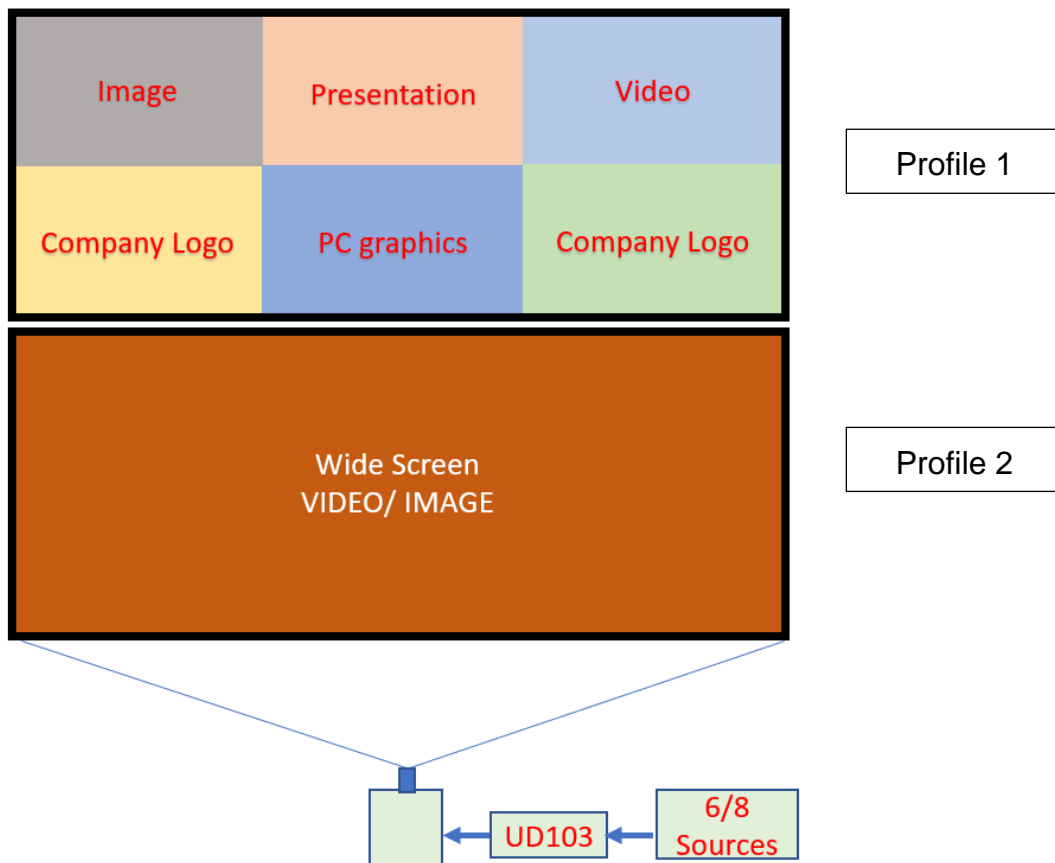 Image
Presentation
Video
Company Logo
PC graphics
Company Logo
Profile 1
Wide Screen
VIDEO/ IMAGE
Profile 2
UD103
6/8
Sources